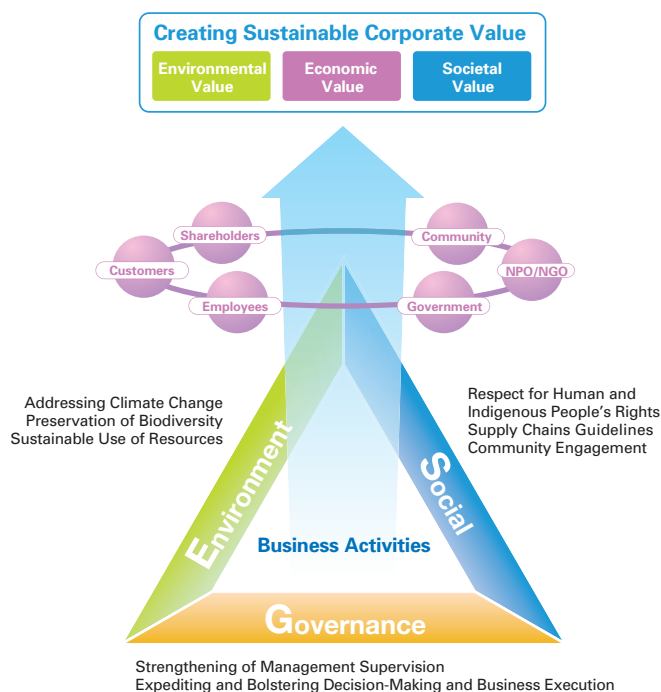 Creating Sustainable Corporate Value
Environmental
Value
Economic
Value
Societal
Value
Shareholders
Community
Customers
NPO/NGO
Employees
Government
Addressing Climate Change
Preservation of Biodiversity
Sustainable Use of Resources
Respect for Human and
Indigenous People's Rights
Supply Chains Guidelines
Community Engagement
Environment
Social
Business Activities
Governance
Strengthening of Management Supervision
Expediting and Bolstering Decision-Making and Business Execution